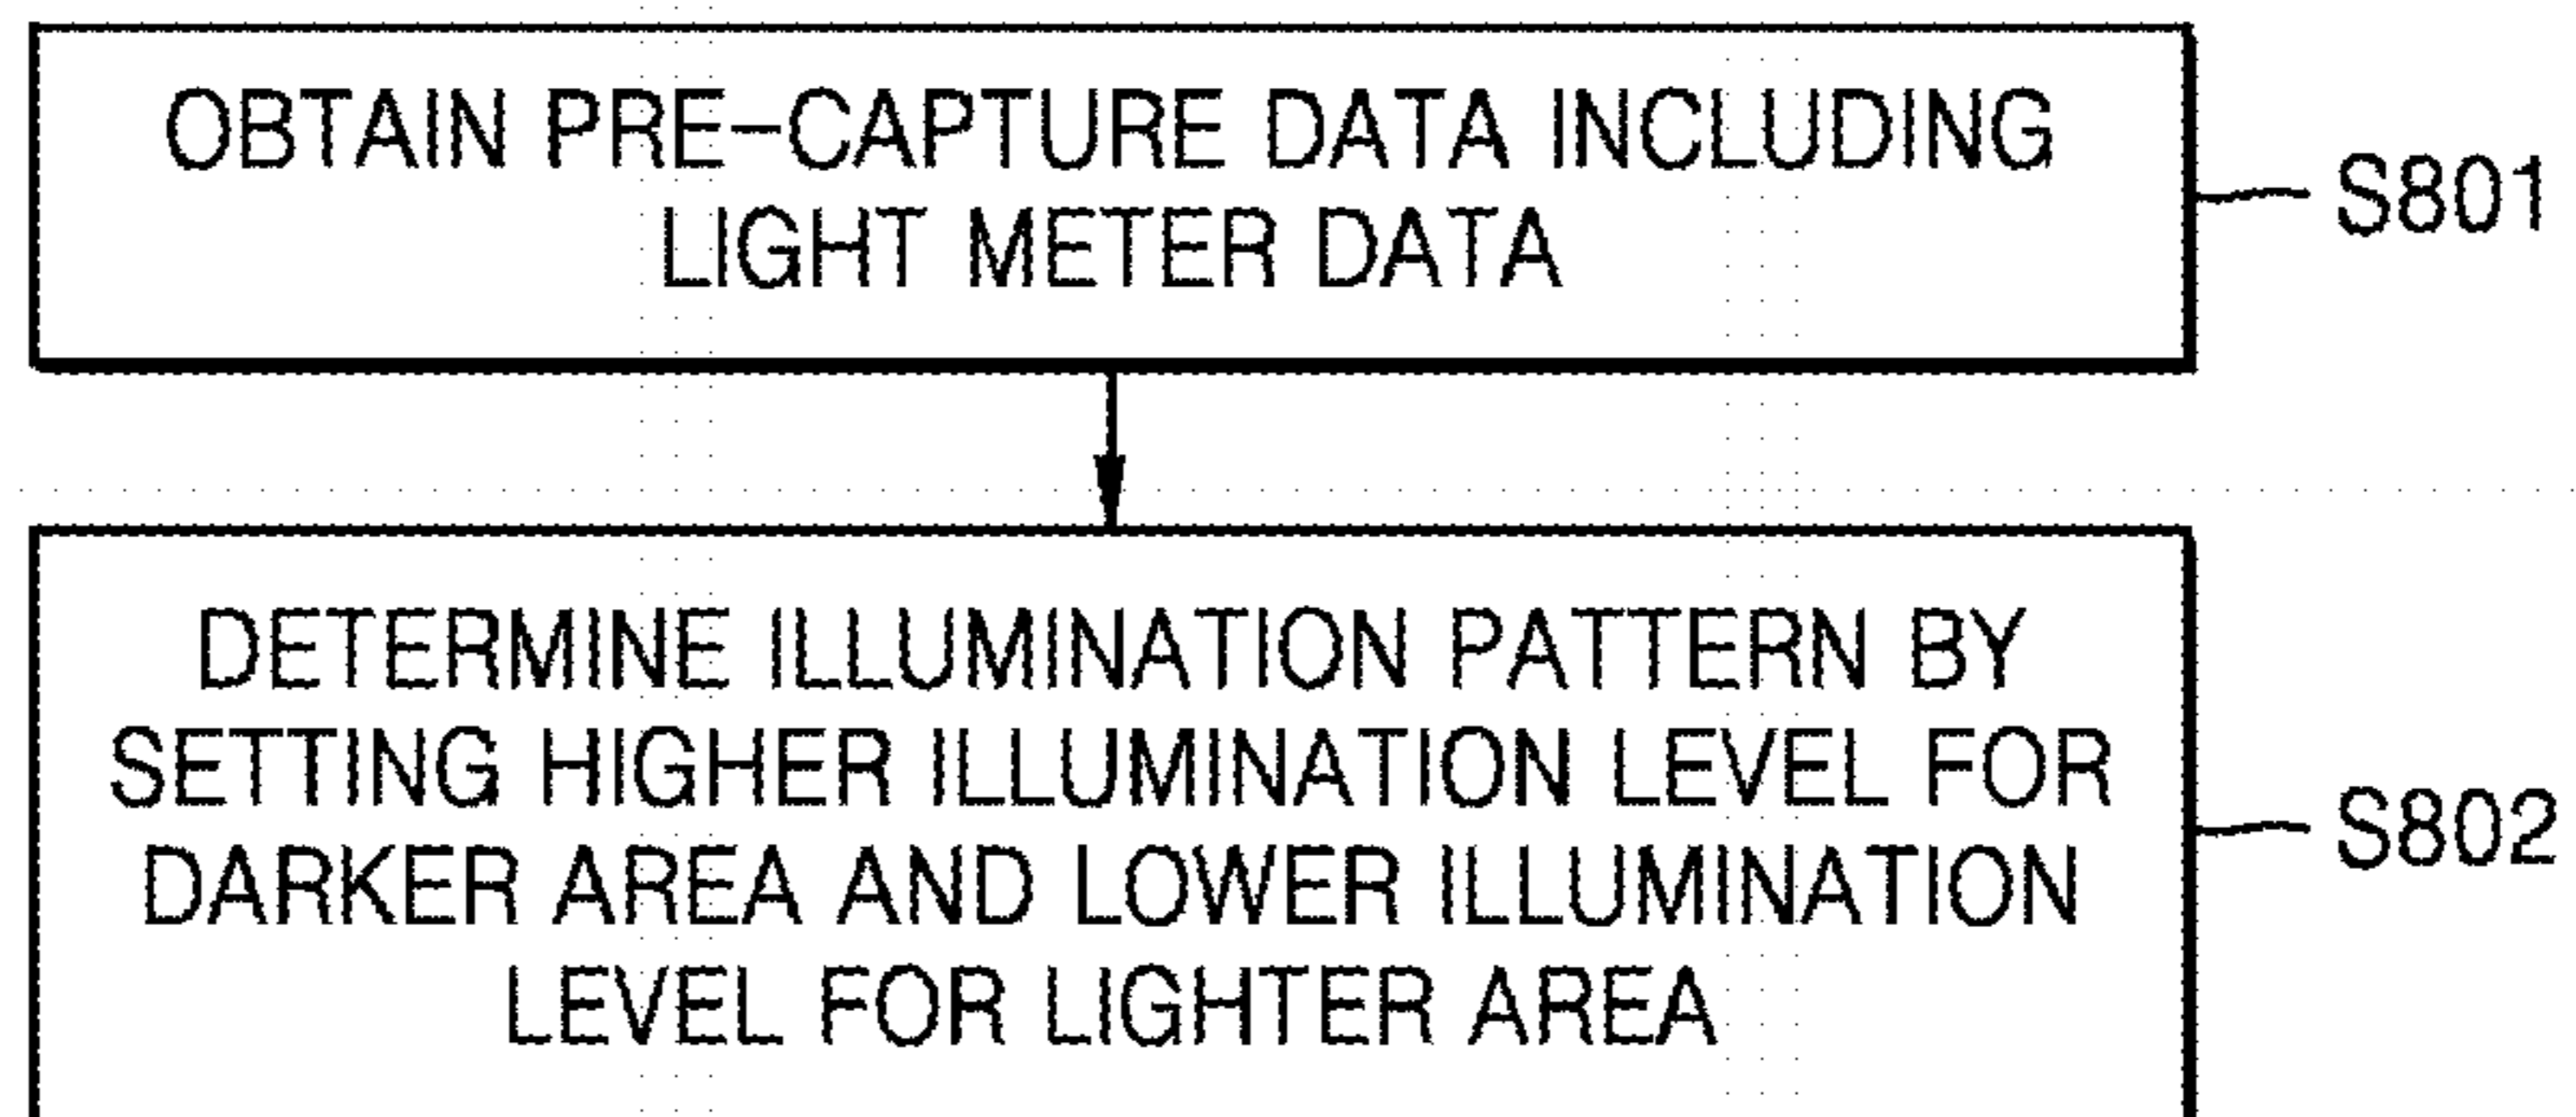 OBTAIN PRE-CAPTURE DATA INCLUDING
LIGHT METER DATA
S801
DETERMINE ILLUMINATION PATTERN BY
SETTING HIGHER ILLUMINATION LEVEL FOR
DARKER AREA AND LOWER ILLUMINATION
LEVEL FOR LIGHTER AREA
S802